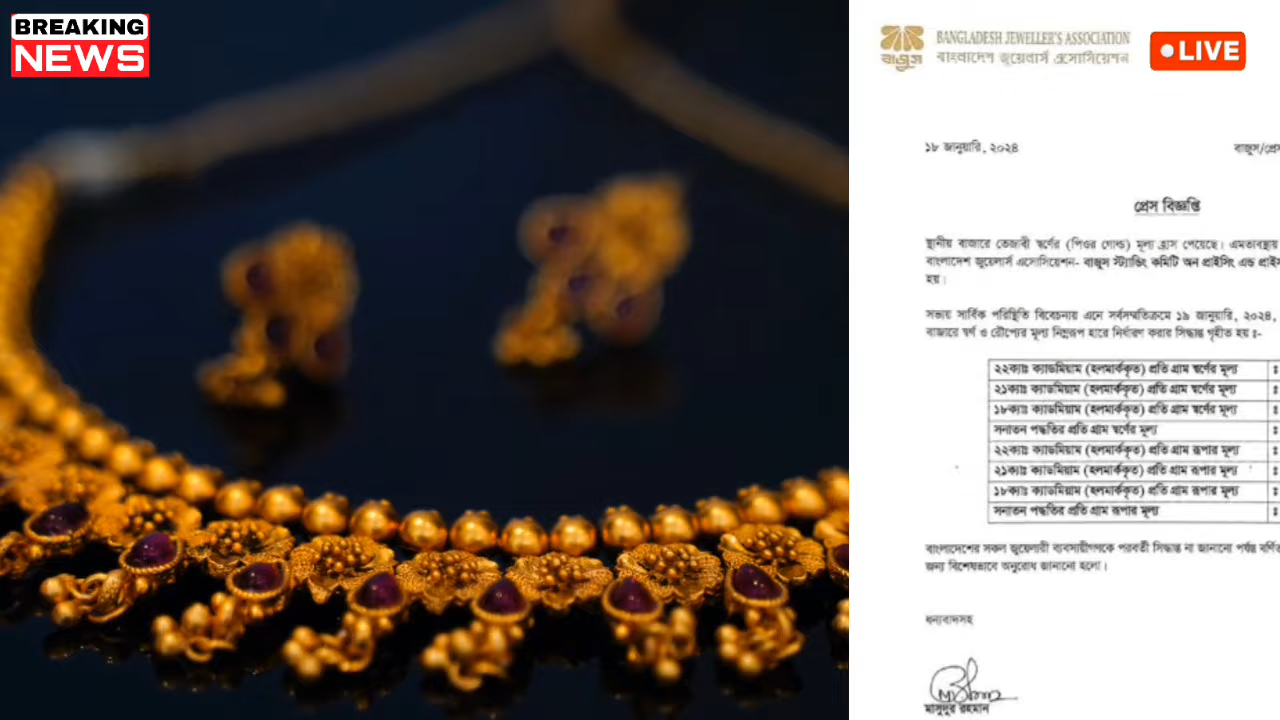 BREAKING
NEWS
BANGLADESH JEWELLER'S ASSOCIATION
বাজুস
বাংলাদেশ জুয়েলার্স এসোসিয়েশন
LIVE
১৮ জানুয়ারি, ২০২৪
বাজুস/প্রেস
প্রেস বিজ্ঞপ্তি
স্থানীয় বাজারে তেজাবী স্বর্ণের (পিওর গোল্ড) মূল্য হ্রাস পেয়েছে। এমতাবস্থায়
বাংলাদেশ জুয়েলার্স এসোসিয়েশন- বাজুস স্ট্যান্ডিং কমিটি অন প্রাইসিং এন্ড
হয়।
সভায় সার্বিক পরিস্থিতি বিবেচনায় এনে সর্বসম্মতিক্রমে ১৯ জানুয়ারি, ২০২৪,
বাজারে স্বর্ণ ও রৌপ্যের মূল্য নিম্নরূপ হারে নির্ধারণ করার সিদ্ধান্ত গৃহীত হয় ঃ-
২২ক্যাঃ ক্যাডমিয়াম (হলমার্ককৃত) প্রতি গ্রাম স্বর্ণের মূল্য ঃ
২১ক্যাঃ ক্যাডমিয়াম (হলমার্ককৃত) প্রতি গ্রাম স্বর্ণের মূল্য ঃ
১৮ক্যাঃ ক্যাডমিয়াম (হলমার্ককৃত) প্রতি গ্রাম স্বর্ণের মূল্য ঃ
সনাতন পদ্ধতির প্রতি গ্রাম স্বর্ণের মূল্য ঃ
২২ক্যাঃ ক্যাডমিয়াম (হলমার্ককৃত) প্রতি গ্রাম রূপার মূল্য ঃ
২১ক্যাঃ ক্যাডমিয়াম (হলমার্ককৃত) প্রতি গ্রাম রূপার মূল্য ঃ
১৮ক্যাঃ ক্যাডমিয়াম (হলমার্ককৃত) প্রতি গ্রাম রূপার মূল্য ঃ
সনাতন পদ্ধতির প্রতি গ্রাম রূপার মূল্য ঃ
বাংলাদেশের সকল জুয়েলারী ব্যবসায়ীগণকে পরবর্তী সিদ্ধান্ত না জানানো পর্যন্ত
জন্য বিশেষভাবে অনুরোধ জানানো হলো।
ধন্যবাদসহ
মাসুদুর রহমান